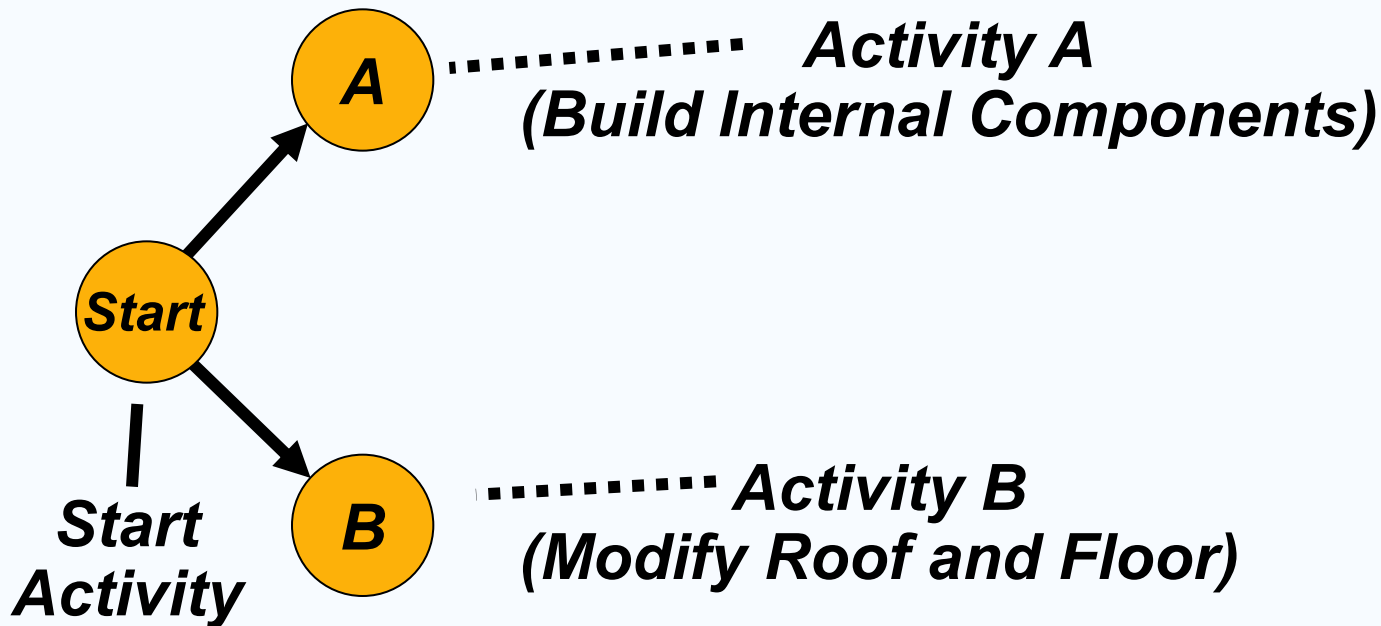 A
Activity A
(Build Internal Components)
Start
Start
Activity
B
Activity B
(Modify Roof and Floor)